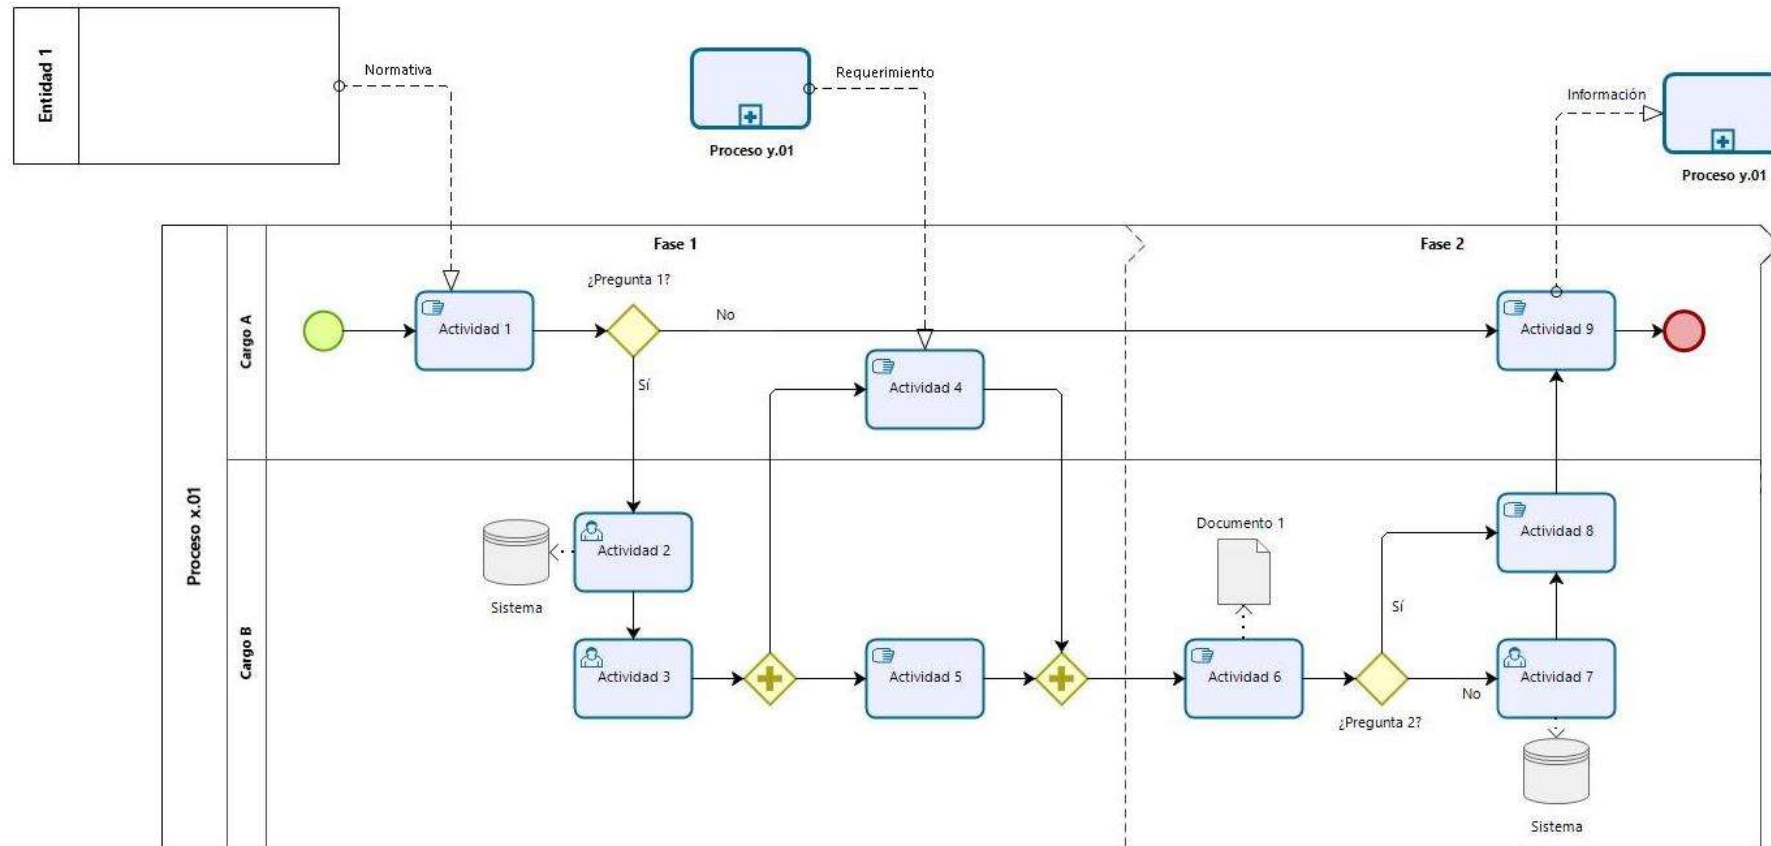 Entidad 1
Normativa
Requerimiento
Proceso y.01
Información
Proceso y.01
Proceso x.01
Fase 1
Fase 2
Cargo A
¿Pregunta 1?
Actividad 1
No
Sí
Actividad 4
Actividad 9
Cargo B
Actividad 2
Sistema
Actividad 3
Actividad 5
Documento 1
Actividad 6
¿Pregunta 2?
Sí
No
Actividad 8
Actividad 7
Sistema